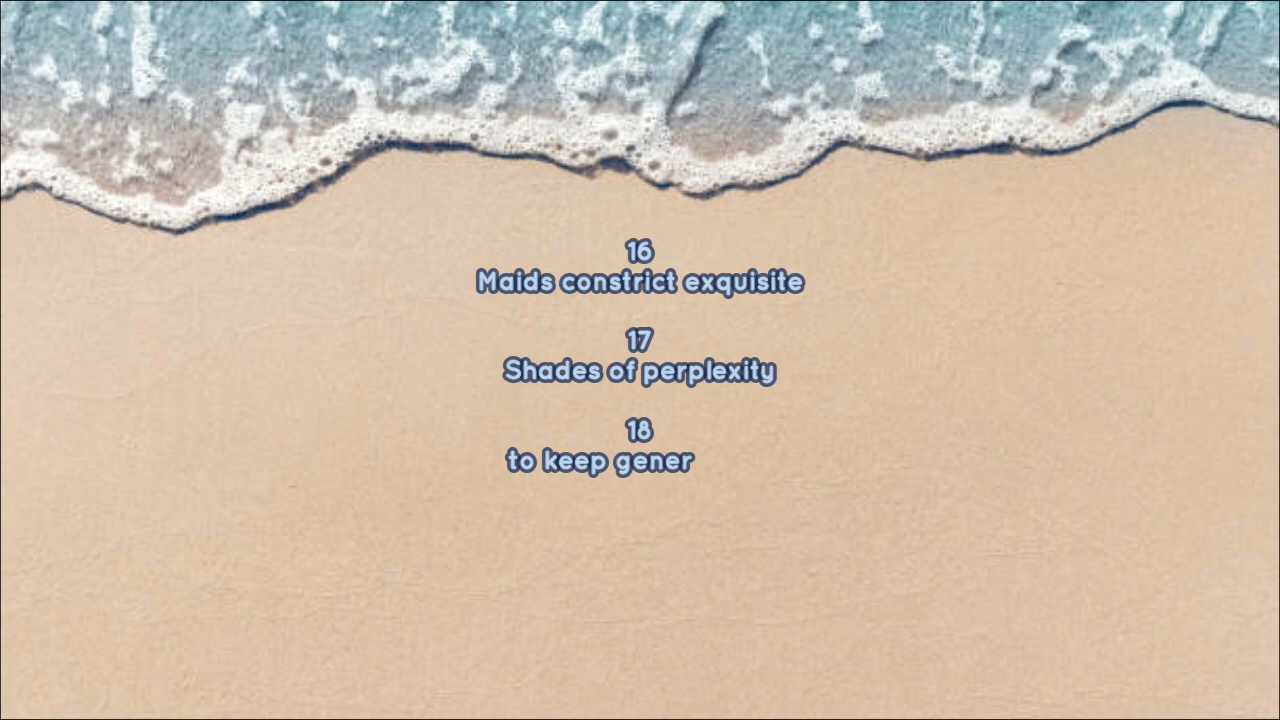 16
Maids constrict exquisite
17
Shades of perplexity
18
to keep gener